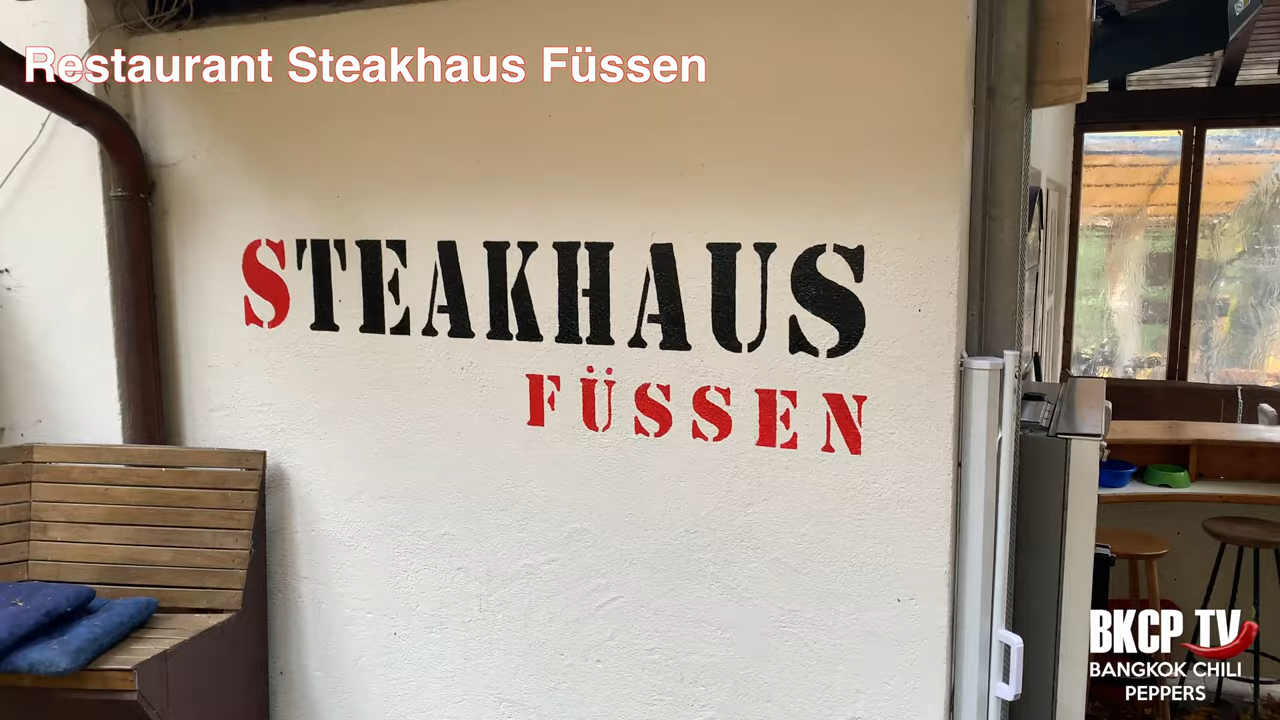 Restaurant Steakhaus Füssen
STEAKHAUS
FÜSSEN
BKCP TV
BANGKOK CHILI
PEPPERS